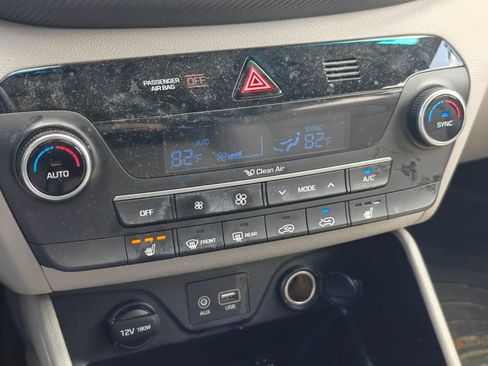 PASSENGER
AIR BAG
OFF
A/C
82°F
SYNC
82°F
Clean Air
AUTO
SYNC
OFF
MODE
A/C
FRONT
REAR
12V 180W
AUX
USB